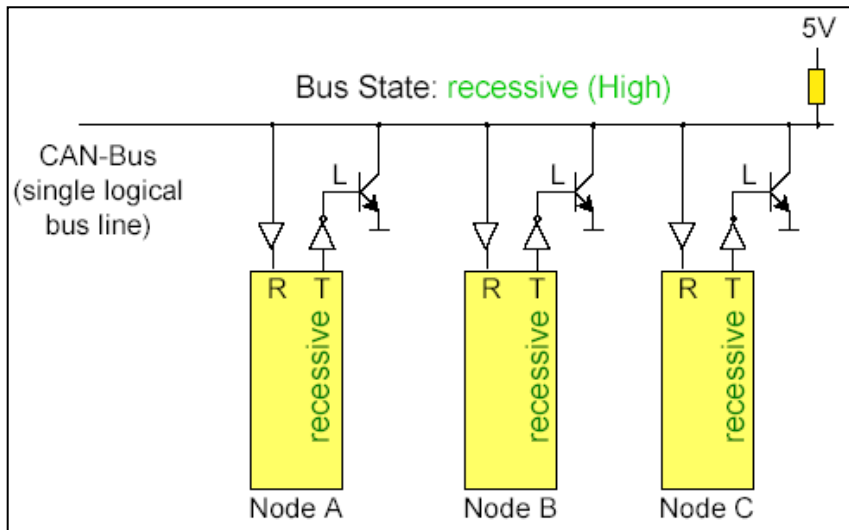 5V
Bus State: recessive (High)
CAN-Bus
(single logical
bus line)
L
L
L
R T
R T
R T
recessive
recessive
recessive
Node A
Node B
Node C